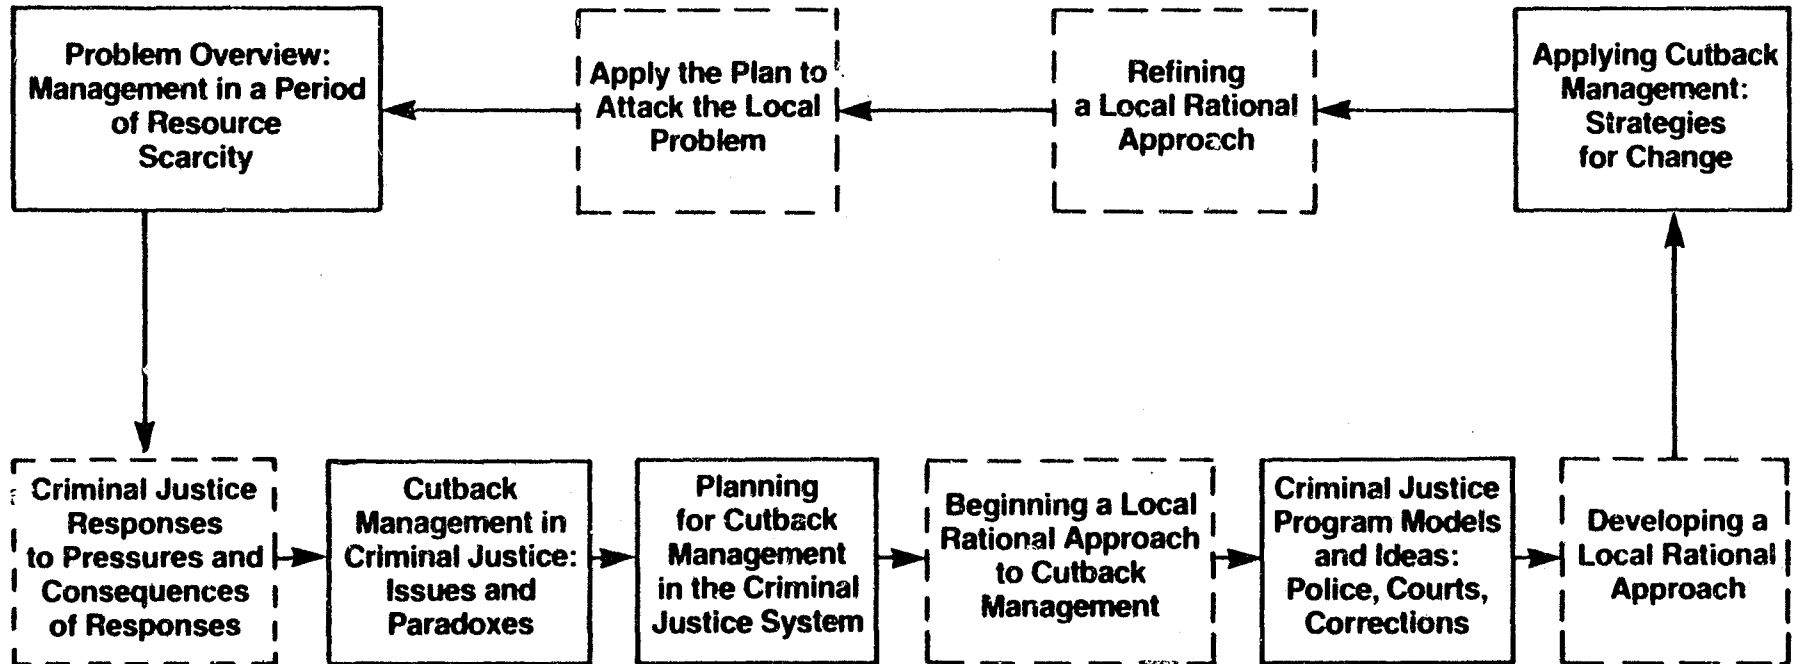 Problem Overview:
Management in a Period
of Resource
Scarcity
Apply the Plan to
Attack the Local
Problem
Refining
a Local Rational
Approach
Applying Cutback
Management:
Strategies
for Change
Criminal Justice
Responses
to Pressures and
Consequences
of Responses
Cutback
Management in
Criminal Justice:
Issues and
Paradoxes
Planning
for Cutback
Management
in the Criminal
Justice System
Beginning a Local
Rational Approach
to Cutback
Management
Criminal Justice
Program Models
and Ideas:
Police, Courts,
Corrections
Developing a
Local Rational
Approach